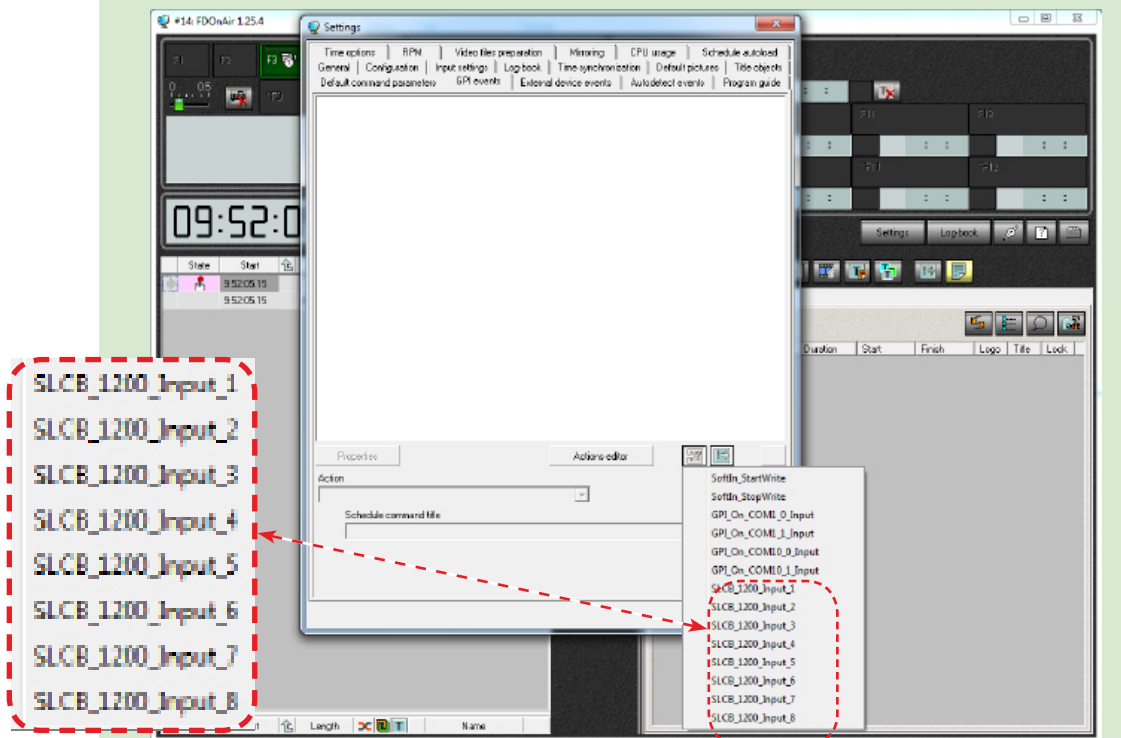 #14: FDOnAir 1.25.4
Settings
Time options RPM Video files preparation Mirroring CPU usage Schedule autoload
General Configuration Input settings Log-book Time synchronization Default pictures Title objects
Default command parameters GPI events External device events Autodetect events Program guide
F1 F2 F3
0 0.5
F11 F12
09:52:0
Settings Log-book
State Start
9:52:05.15
9:52:05.15
Duration Start Finish Logo Title Lock
SLCB_1200_Input_1
SLCB_1200_Input_2
SLCB_1200_Input_3
SLCB_1200_Input_4
SLCB_1200_Input_5
SLCB_1200_Input_6
SLCB_1200_Input_7
SLCB_1200_Input_8
Properties Actions editor
Action
Schedule command title
SoftIn_StartWrite
SoftIn_StopWrite
GPI_On_COM1_0_Input
GPI_On_COM1_1_Input
GPI_On_COM10_0_Input
GPI_On_COM10_1_Input
SLCB_1200_Input_1
SLCB_1200_Input_2
SLCB_1200_Input_3
SLCB_1200_Input_4
SLCB_1200_Input_5
SLCB_1200_Input_6
SLCB_1200_Input_7
SLCB_1200_Input_8
Length T Name